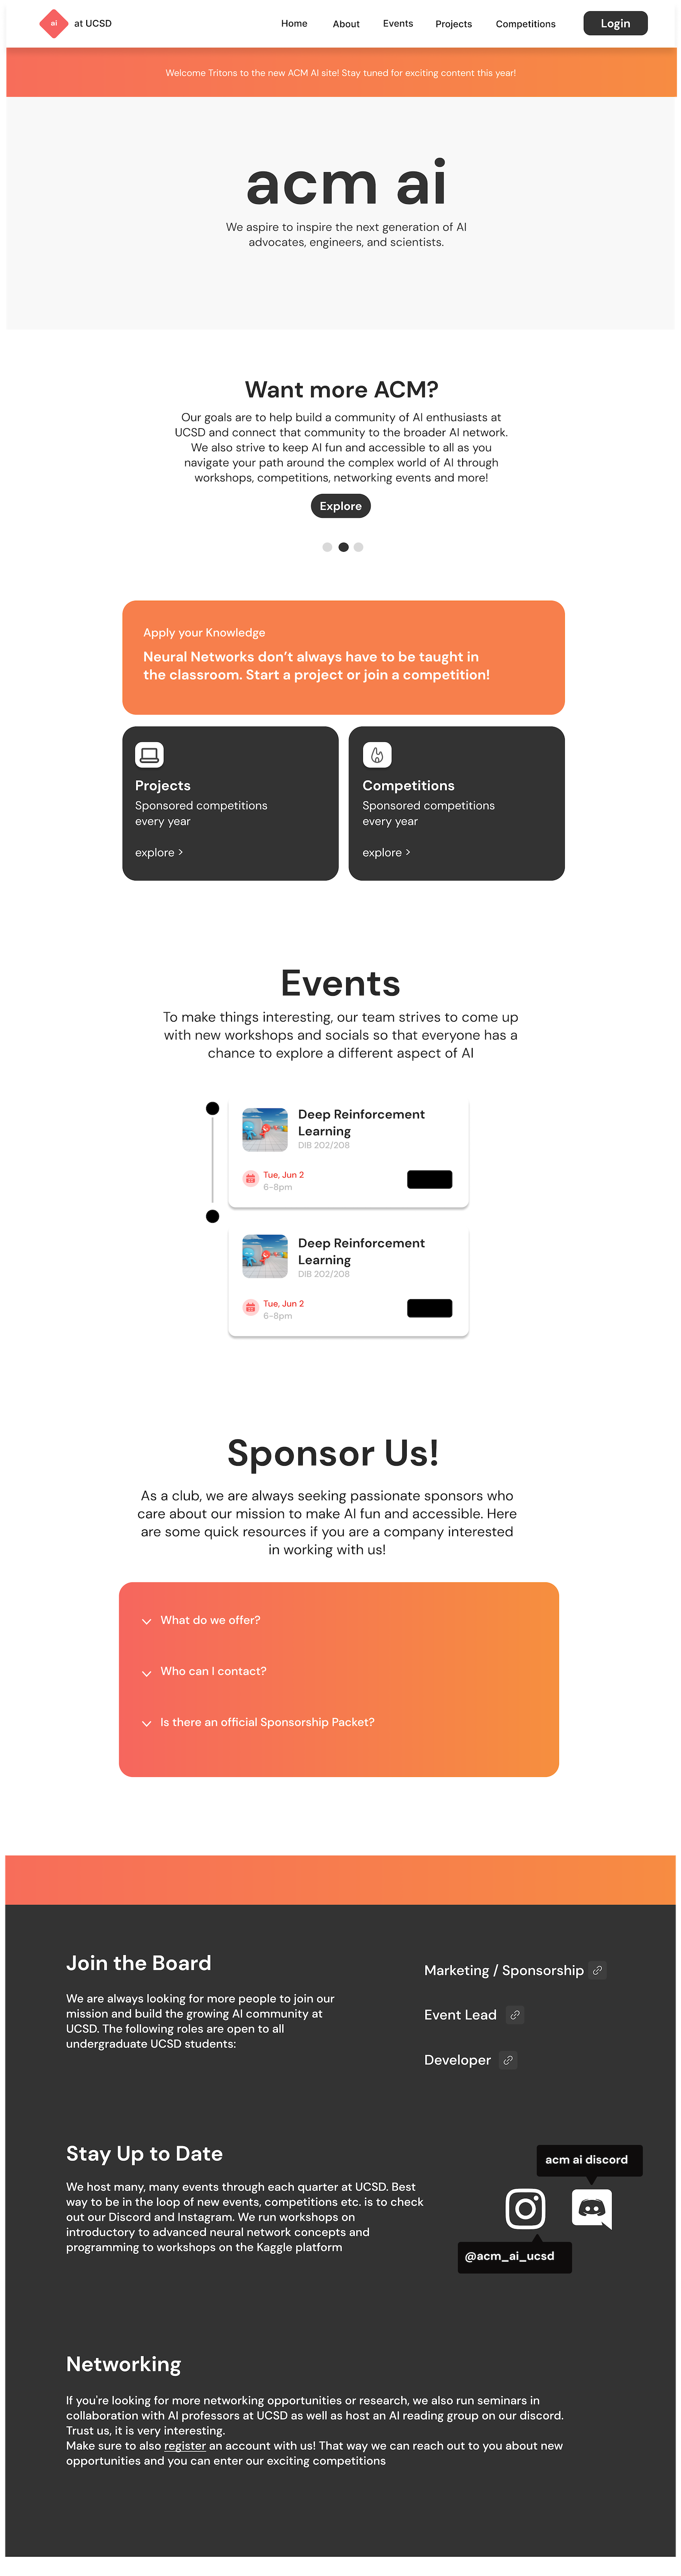 ai at UCSD Home About Events Projects Competitions Login
Welcome Tritons to the new ACM AI site! Stay tuned for exciting content this year!
acm ai
We aspire to inspire the next generation of AI
advocates, engineers, and scientists.
Want more ACM?
Our goals are to help build a community of AI enthusiasts at
UCSD and connect that community to the broader AI network.
We also strive to keep AI fun and accessible to all as you
navigate your path around the complex world of AI through
workshops, competitions, networking events and more!
Explore
Apply your Knowledge
Neural Networks don't always have to be taught in
the classroom. Start a project or join a competition!
Projects
Sponsored competitions
every year
explore >
Competitions
Sponsored competitions
every year
explore >
Events
To make things interesting, our team strives to come up
with new workshops and socials so that everyone has a
chance to explore a different aspect of AI
Deep Reinforcement
Learning
DIB 202/208
Tue, Jun 2
6-8pm
Deep Reinforcement
Learning
DIB 202/208
Tue, Jun 2
6-8pm
Sponsor Us!
As a club, we are always seeking passionate sponsors who
care about our mission to make AI fun and accessible. Here
are some quick resources if you are a company interested
in working with us!
What do we offer?
Who can I contact?
Is there an official Sponsorship Packet?
Join the Board
We are always looking for more people to join our
mission and build the growing AI community at
UCSD. The following roles are open to all
undergraduate UCSD students:
Marketing / Sponsorship
Event Lead
Developer
Stay Up to Date
We host many, many events through each quarter at UCSD. Best
way to be in the loop of new events, competitions etc. is to check
out our Discord and Instagram. We run workshops on
introductory to advanced neural network concepts and
programming to workshops on the Kaggle platform
acm ai discord
@acm_ai_ucsd
Networking
If you're looking for more networking opportunities or research, we also run seminars in
collaboration with AI professors at UCSD as well as host an AI reading group on our discord.
Trust us, it is very interesting.
Make sure to also register an account with us! That way we can reach out to you about new
opportunities and you can enter our exciting competitions